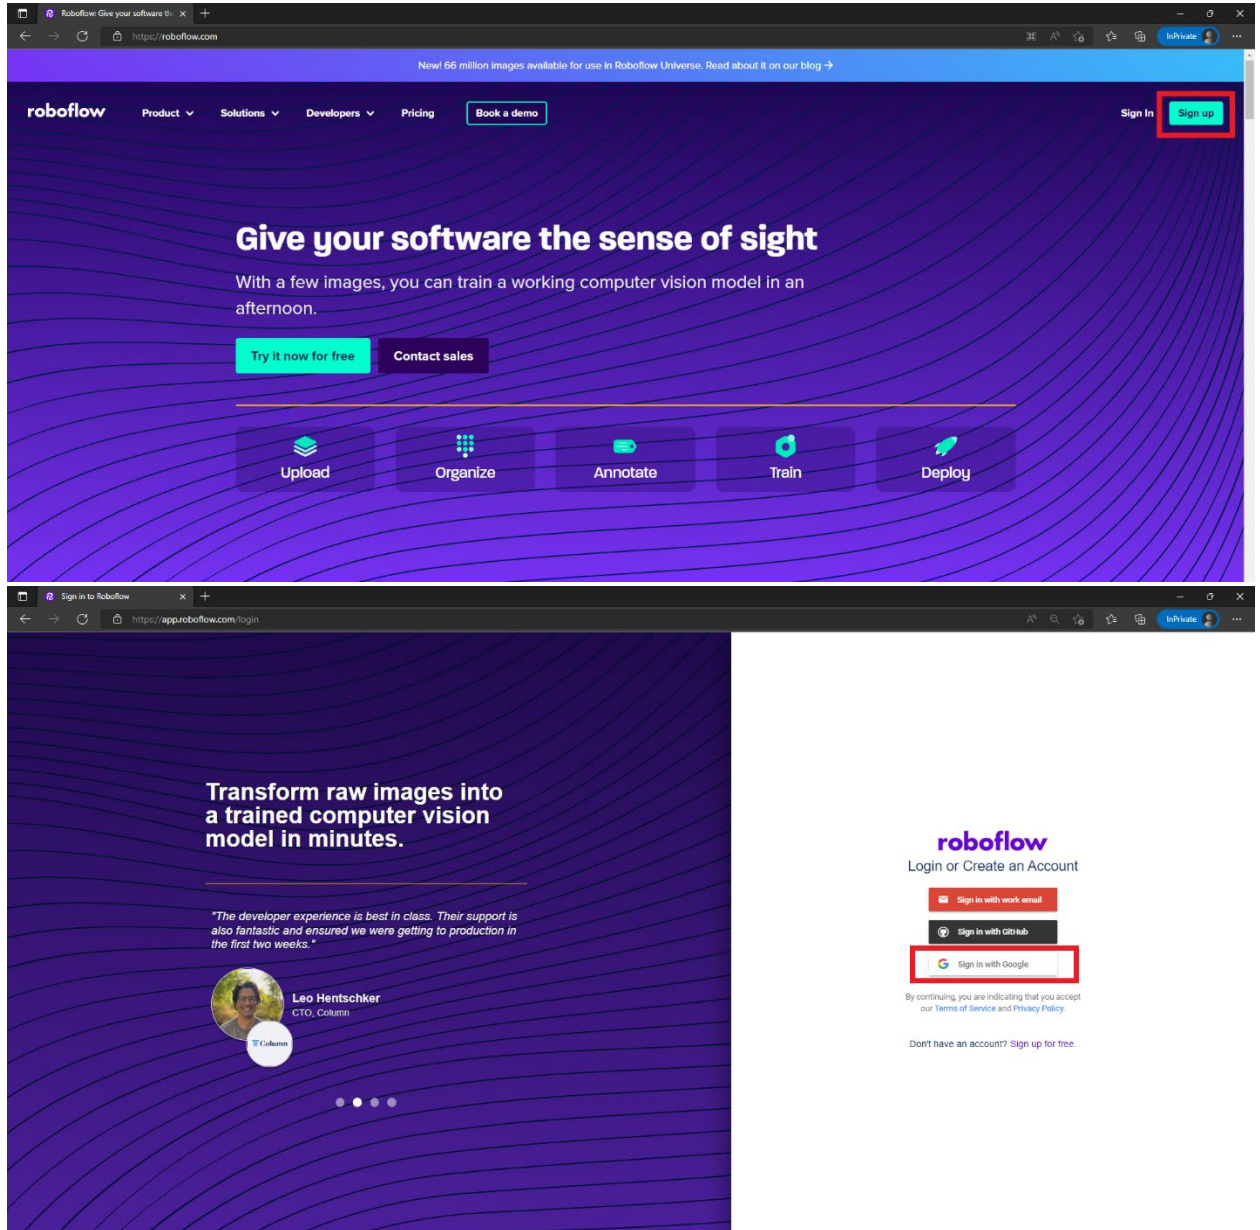 Roboflow: Give your software th
https://roboflow.com
InPrivate
New! 66 million images available for use in Roboflow Universe. Read about it on our blog →
roboflow Product Solutions Developers Pricing Book a demo Sign In Sign up
Give your software the sense of sight
With a few images, you can train a working computer vision model in an
afternoon.
Try it now for free Contact sales
Upload Organize Annotate Train Deploy
Sign in to Roboflow
https://app.roboflow.com/login
InPrivate
Transform raw images into
a trained computer vision
model in minutes.
"The developer experience is best in class. Their support is
also fantastic and ensured we were getting to production in
the first two weeks."
Leo Hentschker
CTO, Column
Column
roboflow
Login or Create an Account
Sign in with work email
Sign in with GitHub
Sign in with Google
By continuing, you are indicating that you accept
our Terms of Service and Privacy Policy.
Don't have an account? Sign up for free.